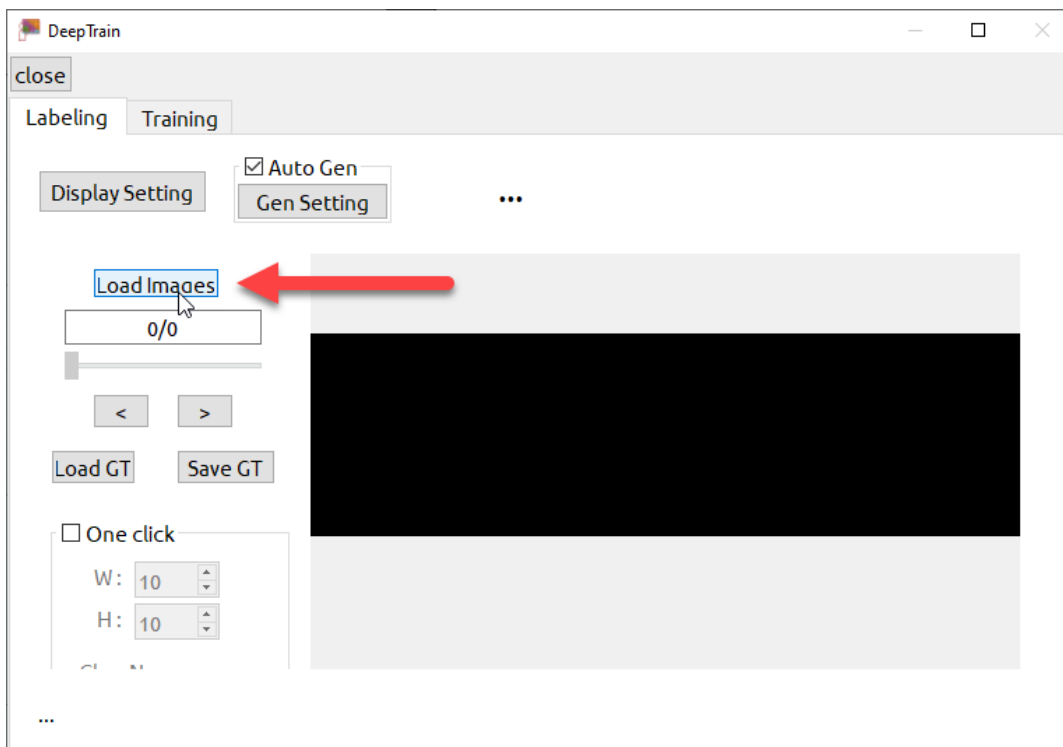 DeepTrain
close
Labeling Training
Auto Gen
Display Setting Gen Setting ...
Load Images
0/0
< >
Load GT Save GT
One click
W: 10
H: 10
...